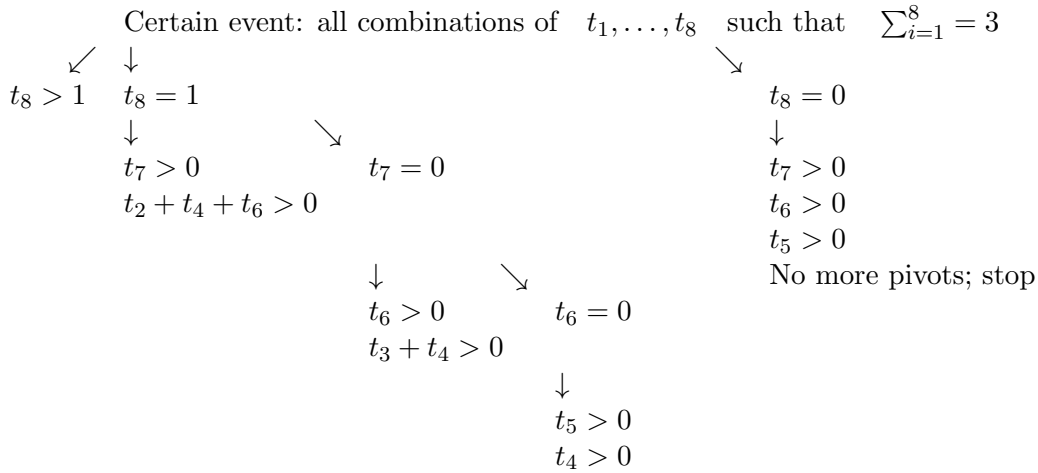 Certain event: all combinations of t_1, …, t_8 such that ∑_{i=1}^{8} = 3
↙ ↓ ↘
t_8 > 1 t_8 = 1 t_8 = 0
↓ ↘ ↓
t_7 > 0 t_7 = 0 t_7 > 0
t_2 + t_4 + t_6 > 0 t_6 > 0
t_5 > 0
↓ ↘ No more pivots; stop
t_6 > 0 t_6 = 0
t_3 + t_4 > 0
↓
t_5 > 0
t_4 > 0